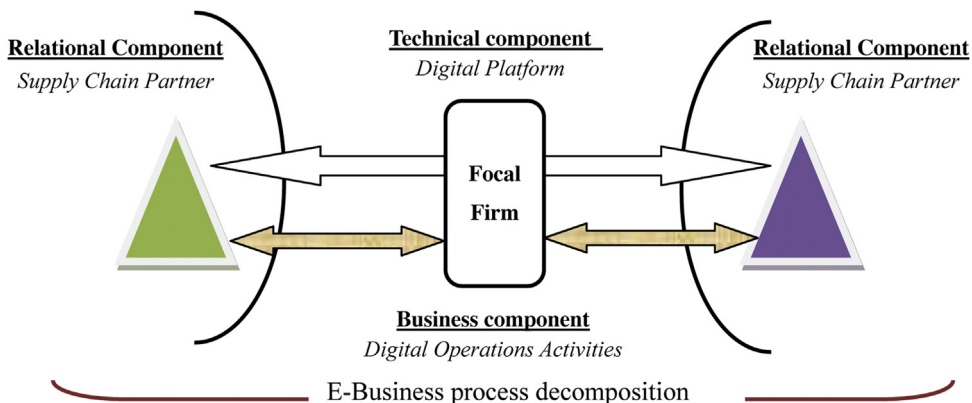 Relational Component
Supply Chain Partner
Technical component
Digital Platform
Relational Component
Supply Chain Partner
Focal
Firm
Business component
Digital Operations Activities
E-Business process decomposition